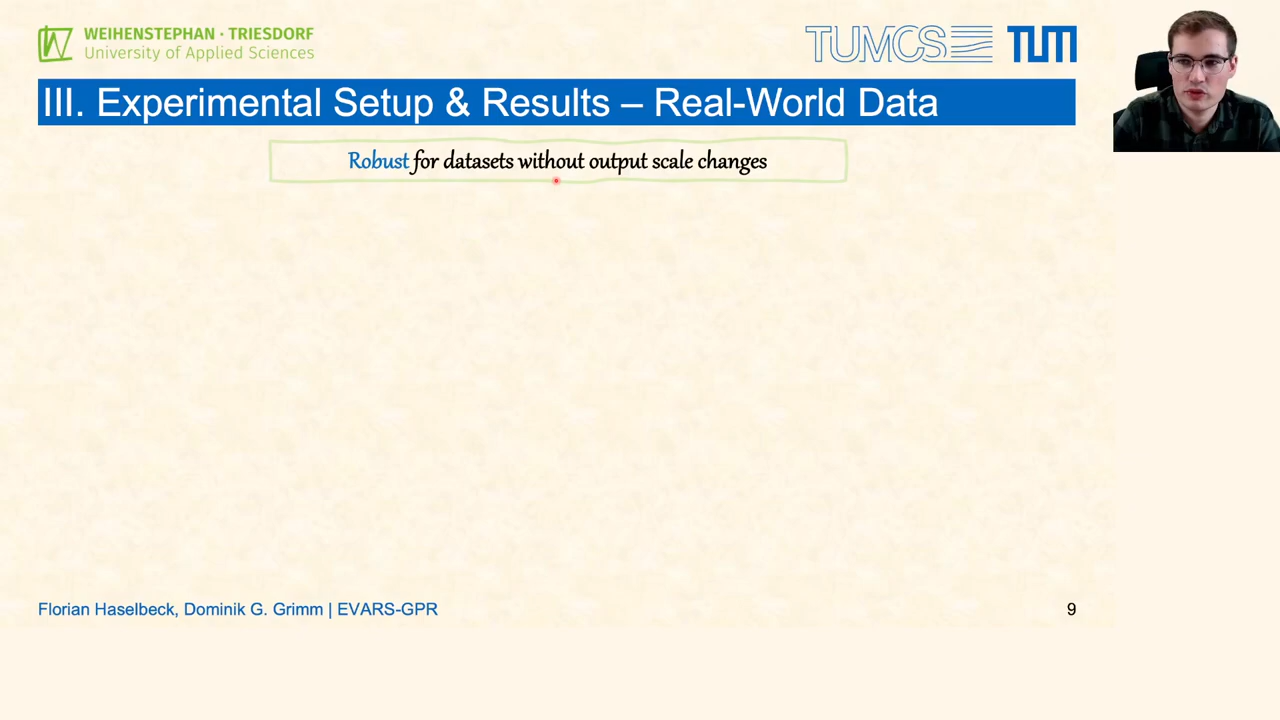 WEIHENSTEPHAN · TRIESDORF
University of Applied Sciences
TUMCS
TUM
III. Experimental Setup & Results – Real-World Data
Robust for datasets without output scale changes
Florian Haselbeck, Dominik G. Grimm | EVARS-GPR
9